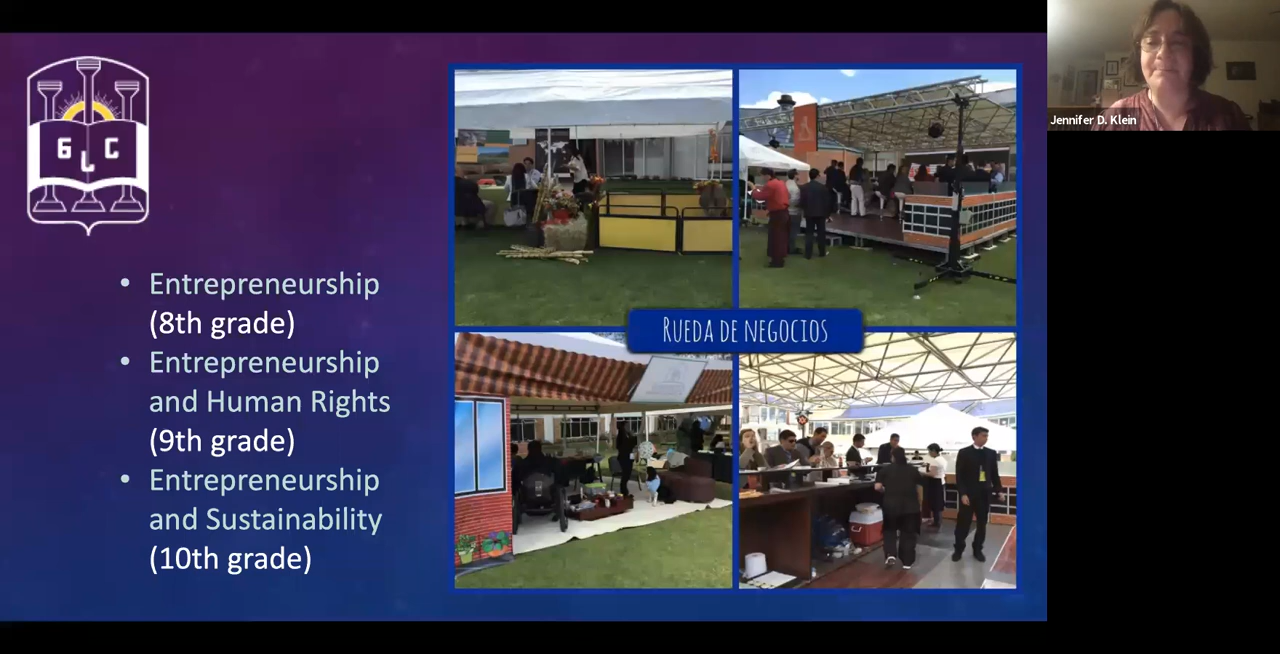 G L C
• Entrepreneurship
(8th grade)
• Entrepreneurship
and Human Rights
(9th grade)
• Entrepreneurship
and Sustainability
(10th grade)
RUEDA DE NEGOCIOS
Jennifer D. Klein